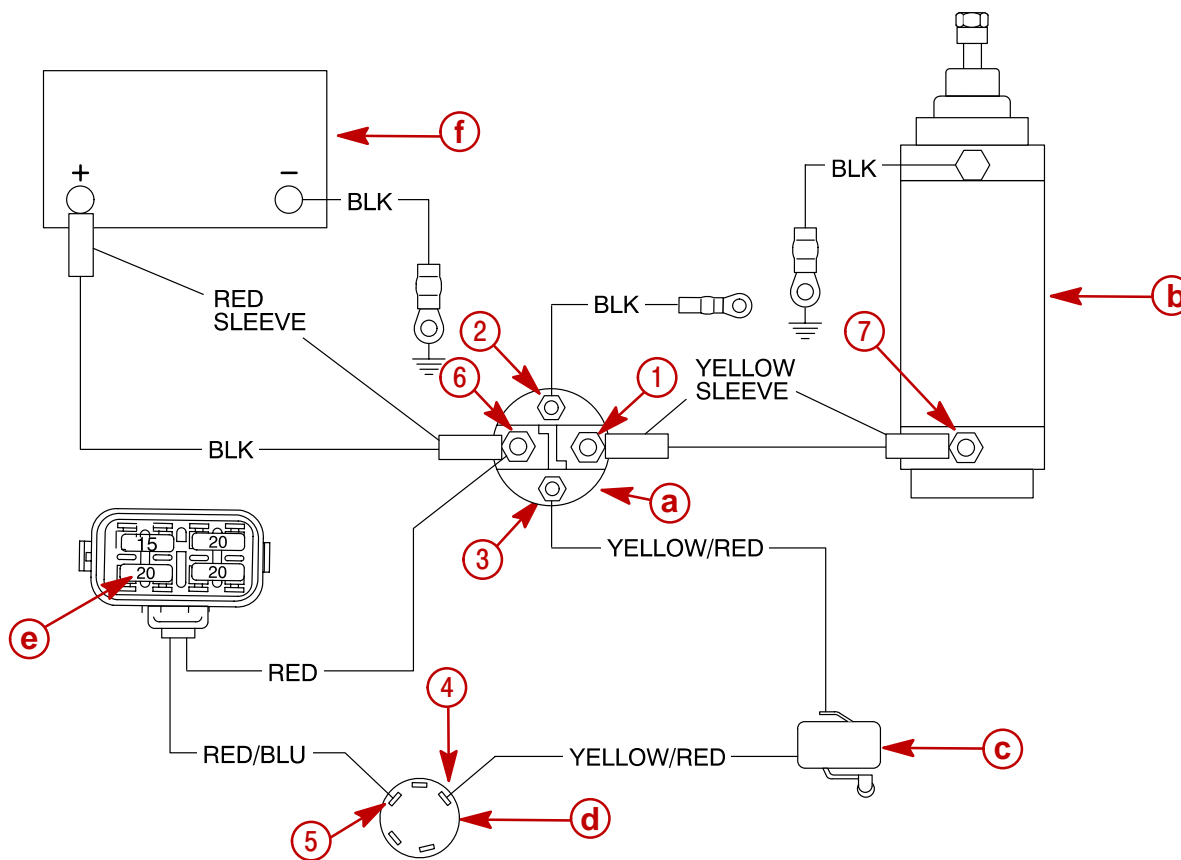 f
+
−
BLK
BLK
b
RED
SLEEVE
BLK
2
7
6
1
YELLOW
SLEEVE
BLK
a
3
YELLOW/RED
15
20
20
20
e
RED
4
RED/BLU
YELLOW/RED
c
5
d